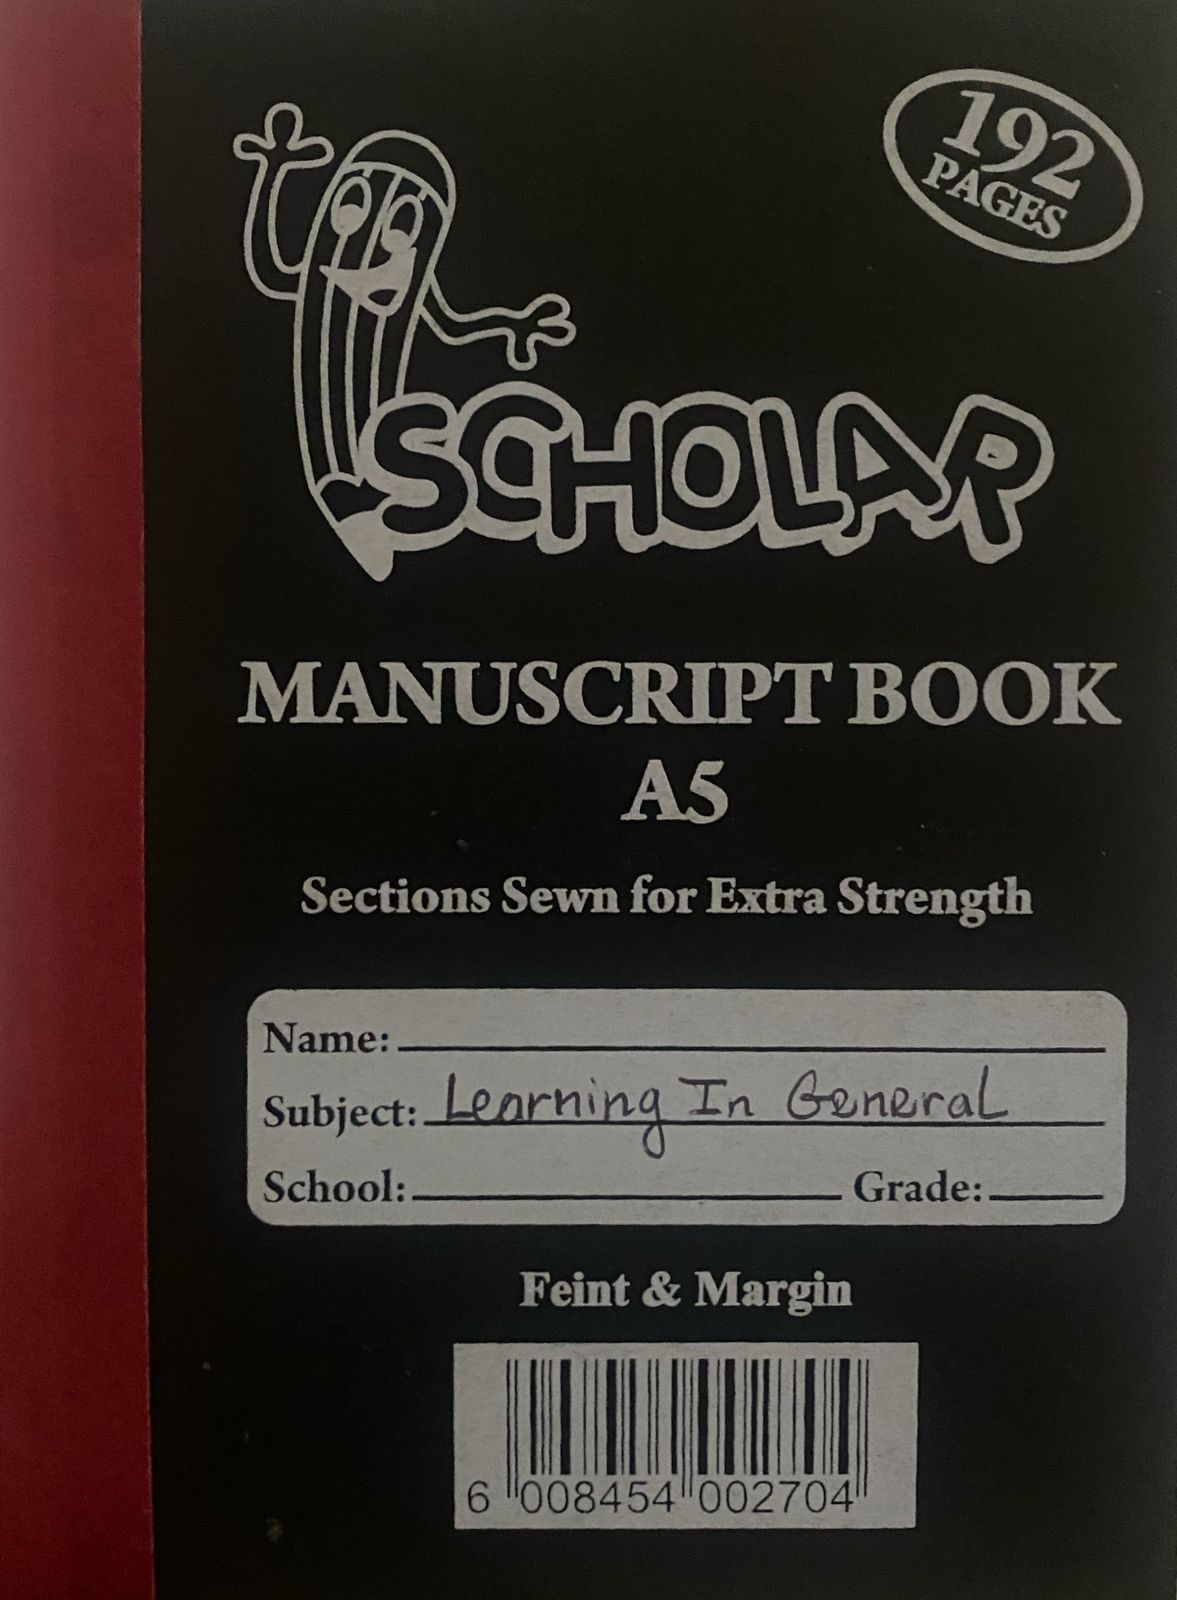 192
PAGES
SCHOLAR
MANUSCRIPT BOOK
A5
Sections Sewn for Extra Strength
Name:
Subject: Learning In General
School: Grade:
Feint & Margin
6 008454 002704